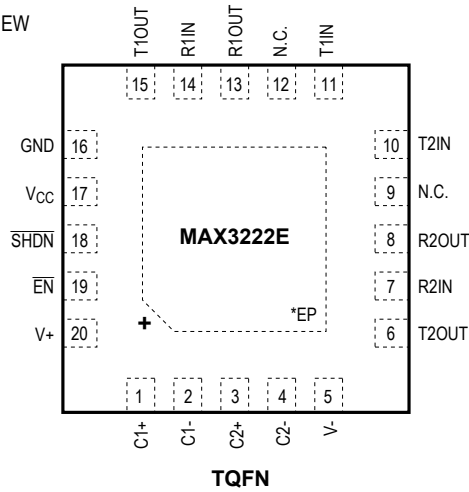 EW
T1OUT
R1IN
R1OUT
N.C.
T1IN
15 14 13 12 11
GND 16
VCC 17
SHDN 18
EN 19
V+ 20
10 T2IN
9 N.C.
8 R2OUT
7 R2IN
6 T2OUT
MAX3222E
*EP
+
1 2 3 4 5
C1+
C1-
C2+
C2-
V-
TQFN